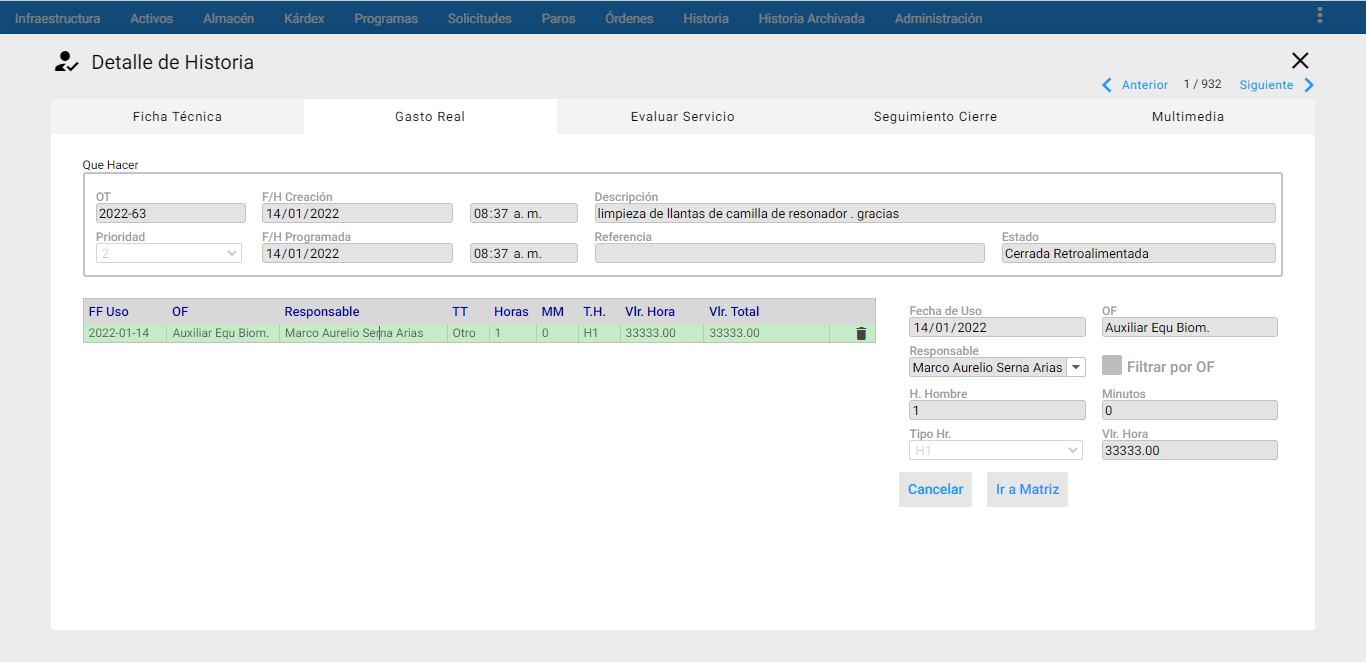 Infraestructura Activos Almacén Kárdex Programas Solicitudes Paros Órdenes Historia Historia Archivada Administración
Detalle de Historia
Anterior 1 / 932 Siguiente
Ficha Técnica Gasto Real Evaluar Servicio Seguimiento Cierre Multimedia
Que Hacer
OT F/H Creación Descripción
2022-63 14/01/2022 08:37 a. m. limpieza de llantas de camilla de resonador . gracias
Prioridad F/H Programada Referencia Estado
2 14/01/2022 08:37 a. m. Cerrada Retroalimentada
FF Uso OF Responsable TT Horas MM T.H. Vlr. Hora Vlr. Total
2022-01-14 Auxiliar Equ Biom. Marco Aurelio Serna Arias Otro 1 0 H1 33333.00 33333.00
Fecha de Uso OF
14/01/2022 Auxiliar Equ Biom.
Responsable
Marco Aurelio Serna Arias Filtrar por OF
H. Hombre Minutos
1 0
Tipo Hr. Vlr. Hora
H1 33333.00
Cancelar Ir a Matriz